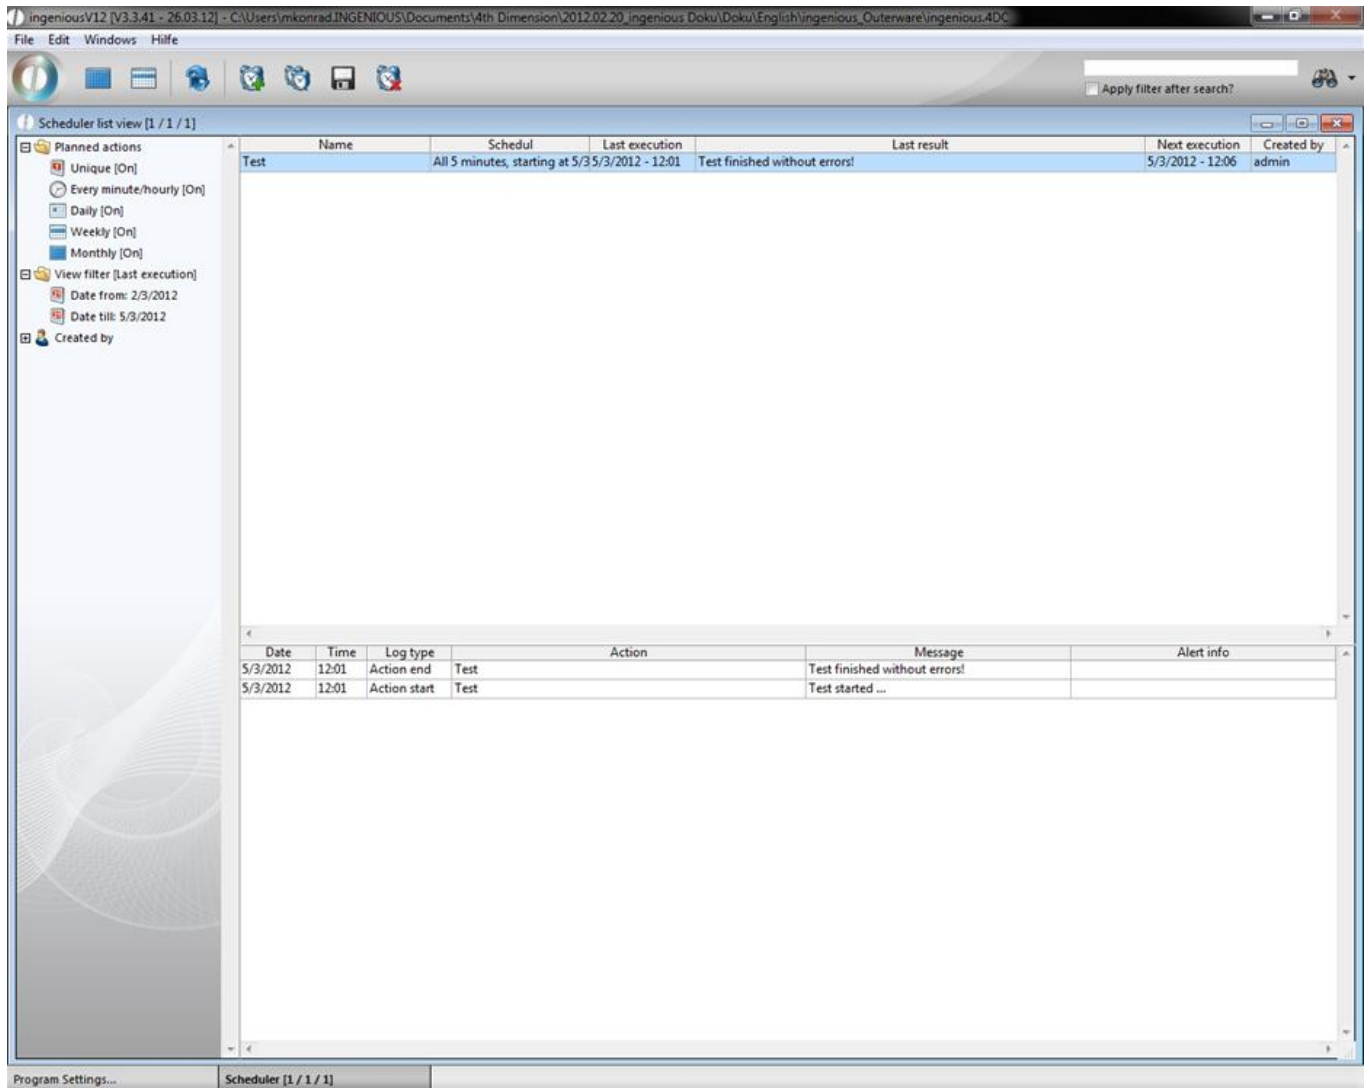 ingeniousV12 [V3.3.41 - 26.03.12] - C:\Users\mkonrad.INGENIOUS\Documents\4th Dimension\2012.02.20_ingenious Doku\Doku\English\ingenious_Outerware\ingenious.4DC
File Edit Windows Hilfe
Apply filter after search?
Scheduler list view [1 / 1 / 1]
Planned actions
Unique [On]
Every minute/hourly [On]
Daily [On]
Weekly [On]
Monthly [On]
View filter [Last execution]
Date from: 2/3/2012
Date till: 5/3/2012
Created by
Name Schedul Last execution Last result Next execution Created by
Test All 5 minutes, starting at 5/3 5/3/2012 - 12:01 Test finished without errors! 5/3/2012 - 12:06 admin
Date Time Log type Action Message Alert info
5/3/2012 12:01 Action end Test Test finished without errors!
5/3/2012 12:01 Action start Test Test started ...
Program Settings... Scheduler [1 / 1 / 1]